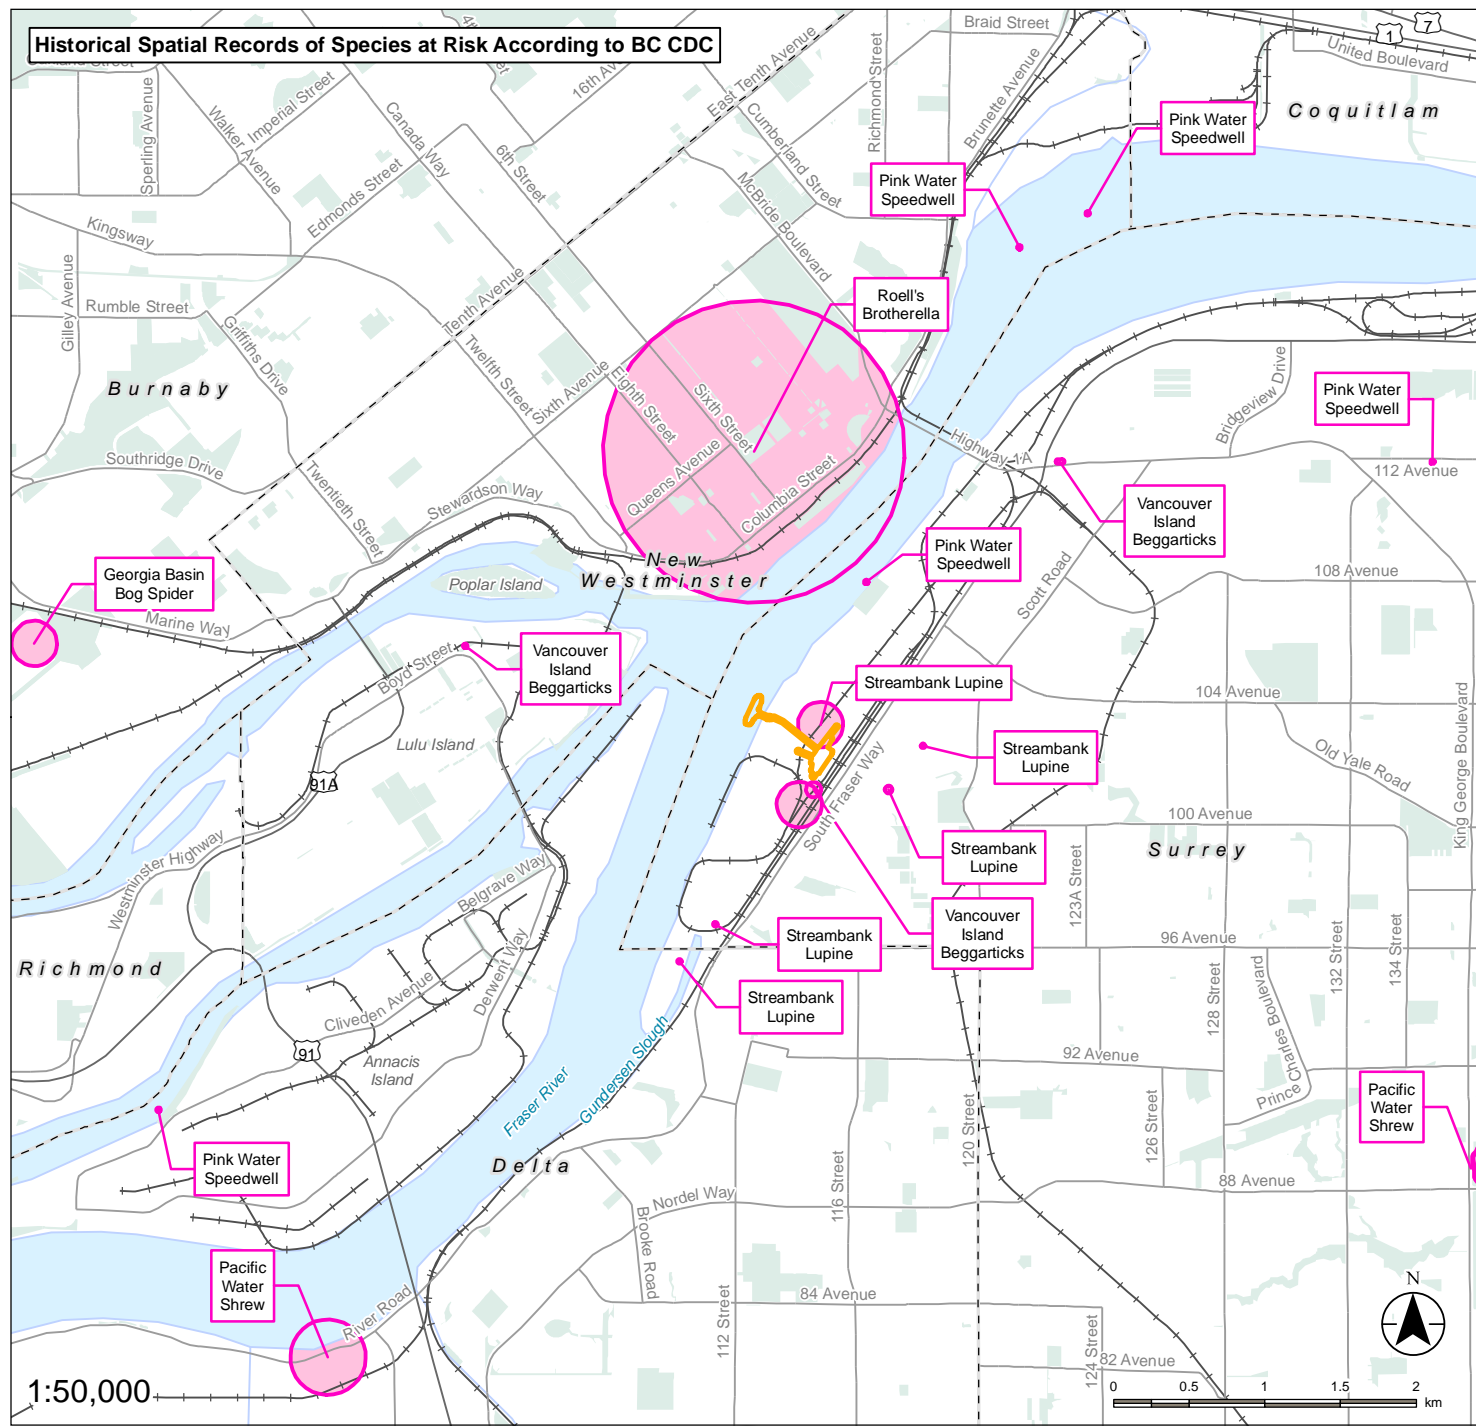 Historical Spatial Records of Species at Risk According to BC CDC
Braid Street
1
7
United Boulevard
Coquitlam
16th
East Tenth Avenue
Richmond Street
Brunette Avenue
Sperling Avenue
Walker Avenue
Imperial Street
Canada Way
6th Street
Cumberland Street
McBride Boulevard
Pink Water
Speedwell
Pink Water
Speedwell
Edmonds Street
Kingsway
Gilley Avenue
Rumble Street
Griffiths Drive
Tenth Avenue
Twelfth Street
Sixth Avenue
Eighth Street
Sixth Street
Roell's
Brotherella
Burnaby
Southridge Drive
Twentieth Street
Stewardson Way
Queens Avenue
Columbia Street
Highway 1A
Bridgeview Drive
Pink Water
Speedwell
112 Avenue
Vancouver
Island
Beggarticks
New
Westminster
Poplar Island
Pink Water
Speedwell
Scott Road
108 Avenue
Georgia Basin
Bog Spider
Marine Way
Boyd Street
Vancouver
Island
Beggarticks
Streambank Lupine
104 Avenue
Lulu Island
91A
South Fraser Way
Streambank
Lupine
Old Yale Road
King George Boulevard
100 Avenue
Surrey
Streambank
Lupine
123A Street
Westminster Highway
Belgrave Way
Derwent Way
Cliveden Avenue
Richmond
Vancouver
Island
Beggarticks
Streambank
Lupine
96 Avenue
Streambank
Lupine
128 Street
Prince Charles Boulevard
132 Street
134 Street
91
Annacis
Island
Fraser River
Gundersen Slough
92 Avenue
Pacific
Water
Shrew
120 Street
126 Street
Pink Water
Speedwell
Delta
Nordel Way
Brooke Road
116 Street
88 Avenue
Pacific
Water
Shrew
River Road
112 Street
84 Avenue
124 Street
82 Avenue
N
1:50,000
0 0.5 1 1.5 2
km